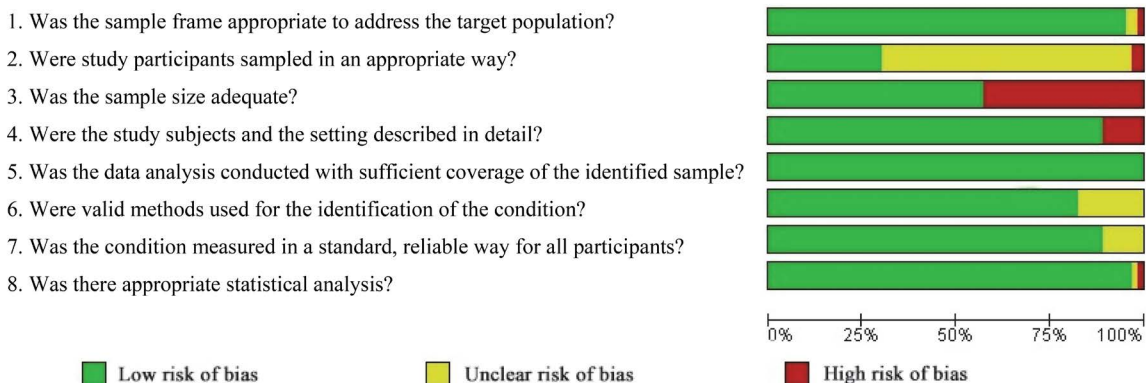 1. Was the sample frame appropriate to address the target population?
2. Were study participants sampled in an appropriate way?
3. Was the sample size adequate?
4. Were the study subjects and the setting described in detail?
5. Was the data analysis conducted with sufficient coverage of the identified sample?
6. Were valid methods used for the identification of the condition?
7. Was the condition measured in a standard, reliable way for all participants?
8. Was there appropriate statistical analysis?
0% 25% 50% 75% 100%
Low risk of bias Unclear risk of bias High risk of bias